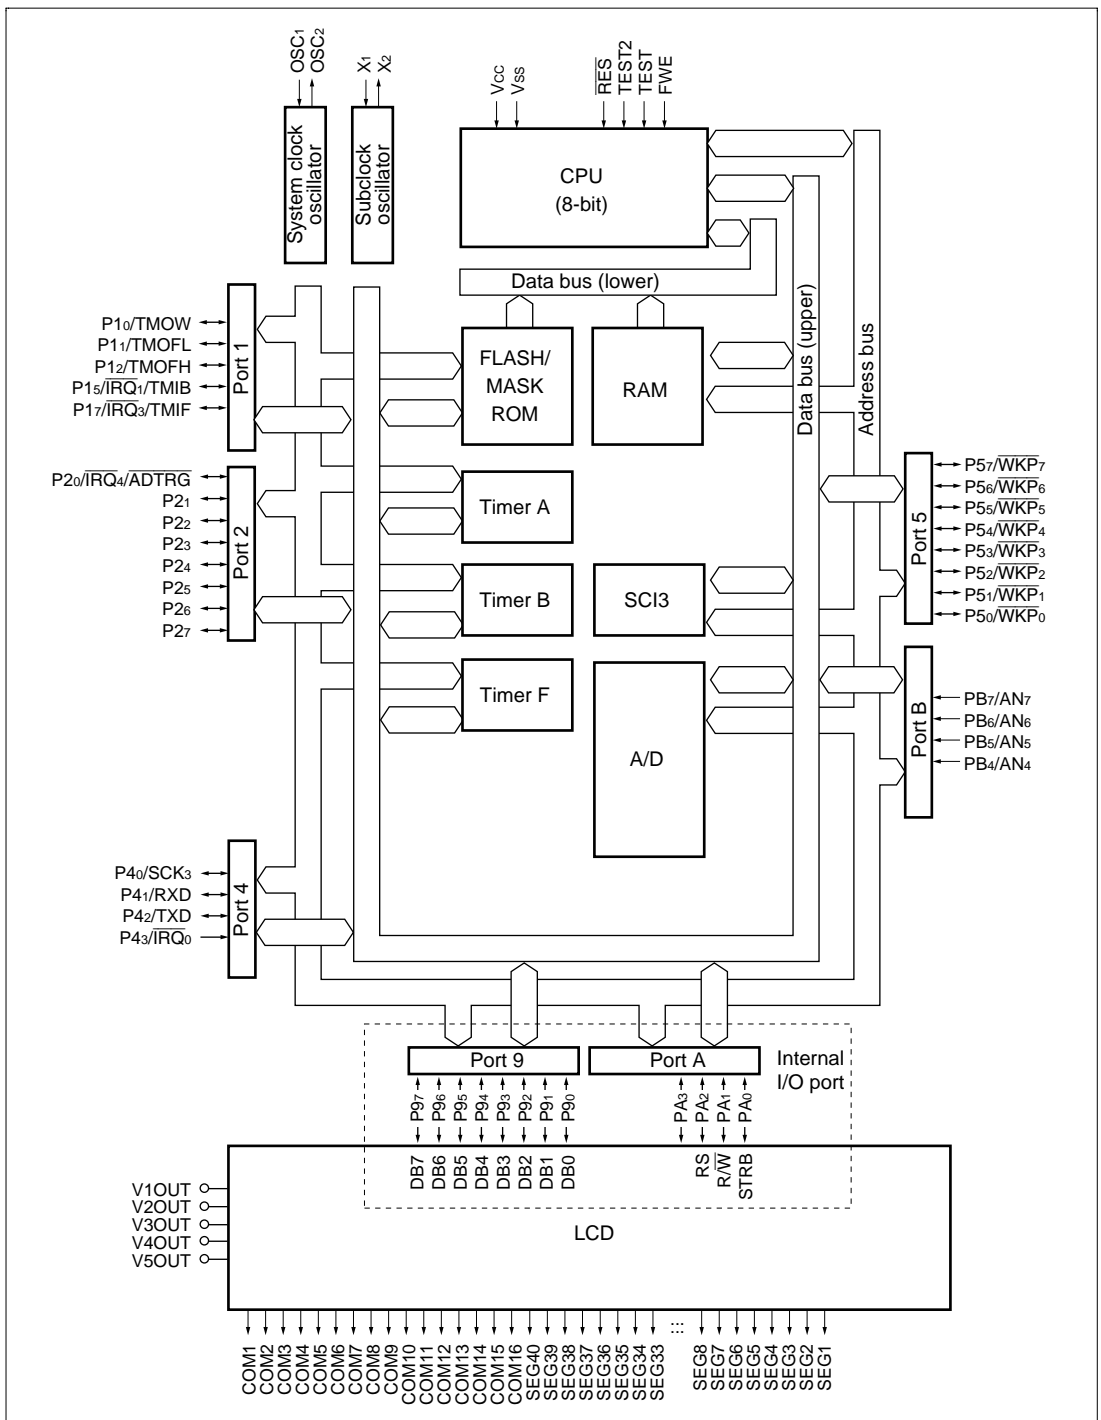 OSC1
OSC2
X1
X2
VCC
VSS
RES
TEST2
TEST
FWE
System clock
oscillator
Subclock
oscillator
CPU
(8-bit)
Data bus (lower)
Data bus (upper)
Address bus
P10/TMOW
P11/TMOFL
P12/TMOFH
P15/IRQ1/TMIB
P17/IRQ3/TMIF
Port 1
FLASH/
MASK
ROM
RAM
P20/IRQ4/ADTRG
P21
P22
P23
P24
P25
P26
P27
Port 2
Timer A
Timer B
SCI3
Timer F
A/D
Port 5
P57/WKP7
P56/WKP6
P55/WKP5
P54/WKP4
P53/WKP3
P52/WKP2
P51/WKP1
P50/WKP0
Port B
PB7/AN7
PB6/AN6
PB5/AN5
PB4/AN4
P40/SCK3
P41/RXD
P42/TXD
P43/IRQ0
Port 4
Port 9
Port A
Internal
I/O port
P97
P96
P95
P94
P93
P92
P91
P90
PA3
PA2
PA1
PA0
DB7
DB6
DB5
DB4
DB3
DB2
DB1
DB0
RS
R/W
STRB
V1OUT
V2OUT
V3OUT
V4OUT
V5OUT
LCD
COM1
COM2
COM3
COM4
COM5
COM6
COM7
COM8
COM9
COM10
COM11
COM12
COM13
COM14
COM15
COM16
SEG40
SEG39
SEG38
SEG37
SEG36
SEG35
SEG34
SEG33
:::
SEG8
SEG7
SEG6
SEG5
SEG4
SEG3
SEG2
SEG1